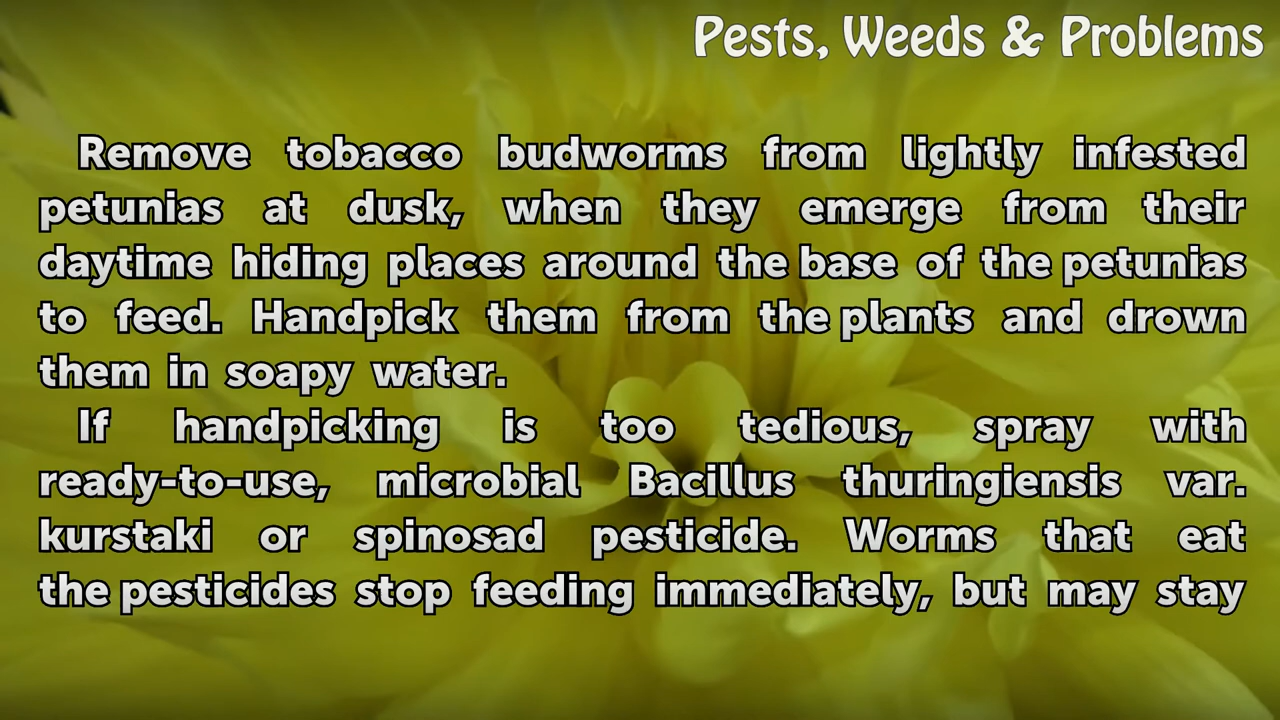 Pests, Weeds & Problems
Remove tobacco budworms from lightly infested
petunias at dusk, when they emerge from their
daytime hiding places around the base of the petunias
to feed. Handpick them from the plants and drown
them in soapy water.
If handpicking is too tedious, spray with
ready-to-use, microbial Bacillus thuringiensis var.
kurstaki or spinosad pesticide. Worms that eat
the pesticides stop feeding immediately, but may stay